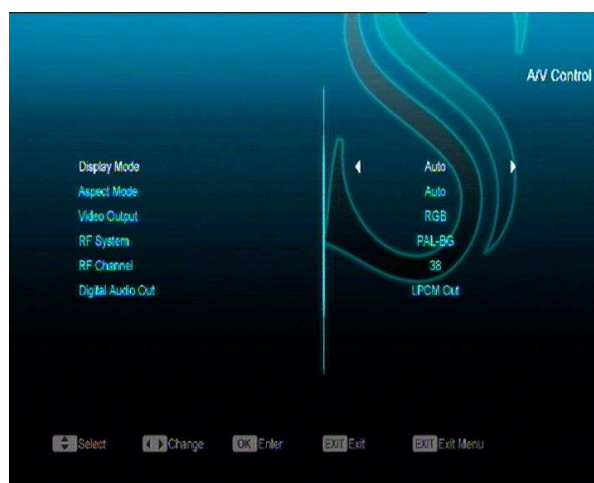 A/V Control
Display Mode Auto
Aspect Mode Auto
Video Output RGB
RF System PAL-BG
RF Channel 38
Digital Audio Out LPCM Out
Select Change OK Enter EXIT Exit EXIT Exit Menu